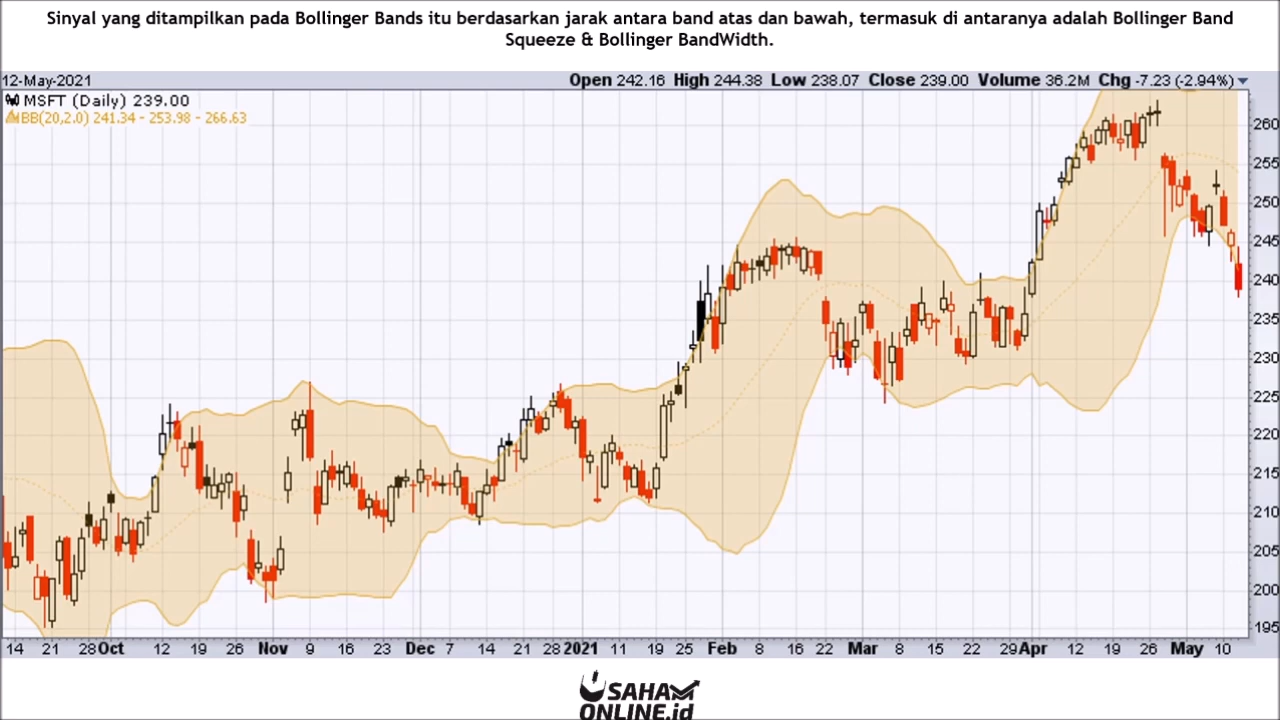 Sinyal yang ditampilkan pada Bollinger Bands itu berdasarkan jarak antara band atas dan bawah, termasuk di antaranya adalah Bollinger Band
Squeeze & Bollinger BandWidth.
12-May-2021 Open 242.16 High 244.38 Low 238.07 Close 239.00 Volume 36.2M Chg -7.23 (-2.94%)
MSFT (Daily) 239.00
BB(20,2.0) 241.34 - 253.98 - 266.63
260
255
250
245
240
235
230
225
220
215
210
205
200
195
14 21 28 Oct 12 19 26 Nov 9 16 23 Dec 7 14 21 28 2021 11 19 25 Feb 8 16 22 Mar 8 15 22 29 Apr 12 19 26 May 10
SAHAM
ONLINE.id